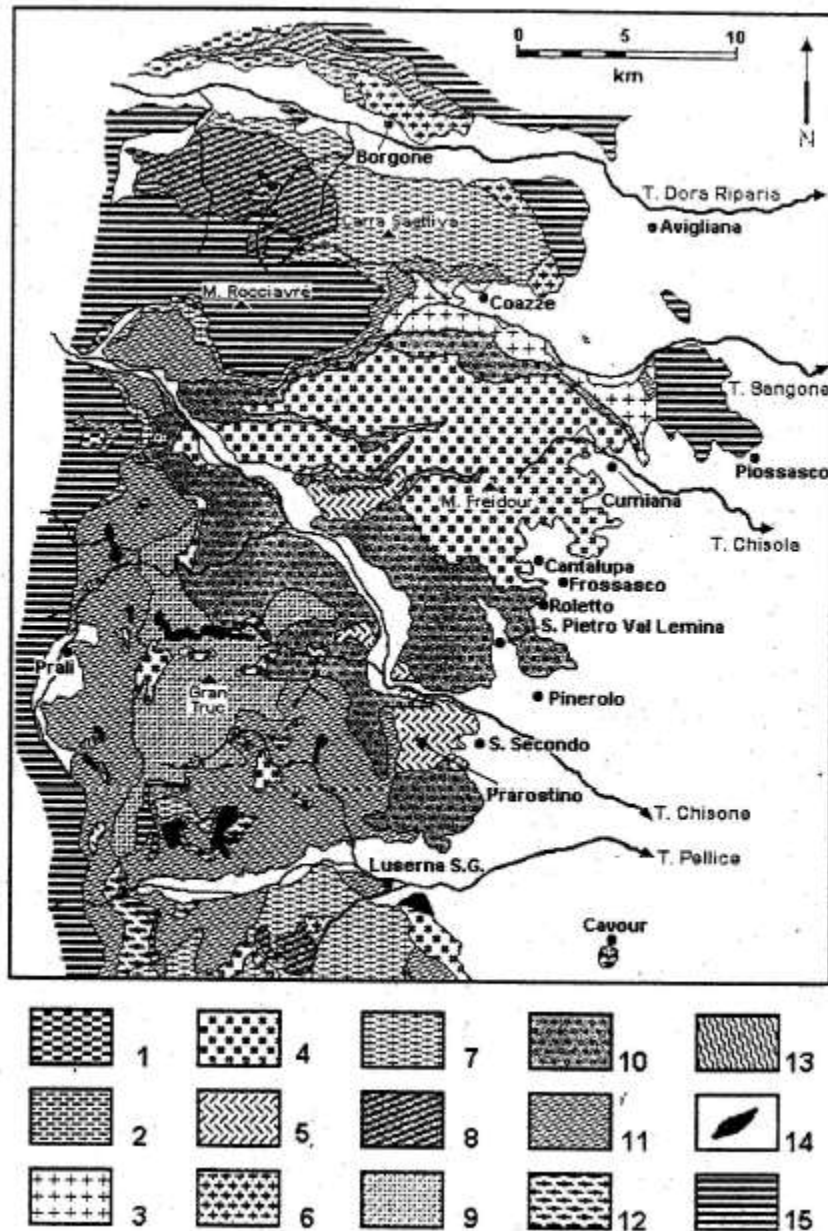 0 5 10
km
N
Borgone
T. Dora Riparia
Avigliana
M. Rocciavrè
Coazze
T. Sangone
Piossasco
Cumiana
M. Freidour
T. Chisola
Cantalupa
Frossasco
Roletto
S. Pietro Val Lemina
Prali
Gran
Truc
Pinerolo
S. Secondo
Prarostino
T. Chisone
T. Pellice
Luserna S.G.
Cavour
1 4 7 10 13
2 5 8 11 14
3 6 9 12 15